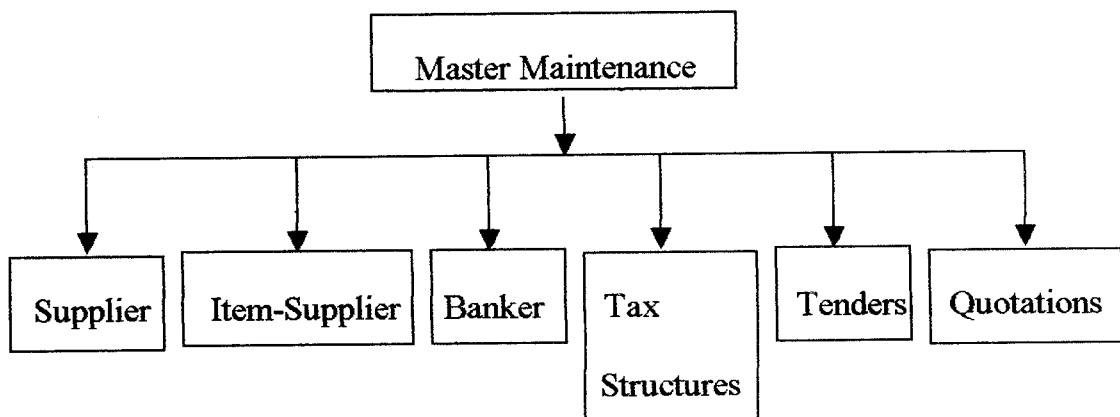 Master Maintenance
Supplier
Item-Supplier
Banker
Tax
Structures
Tenders
Quotations